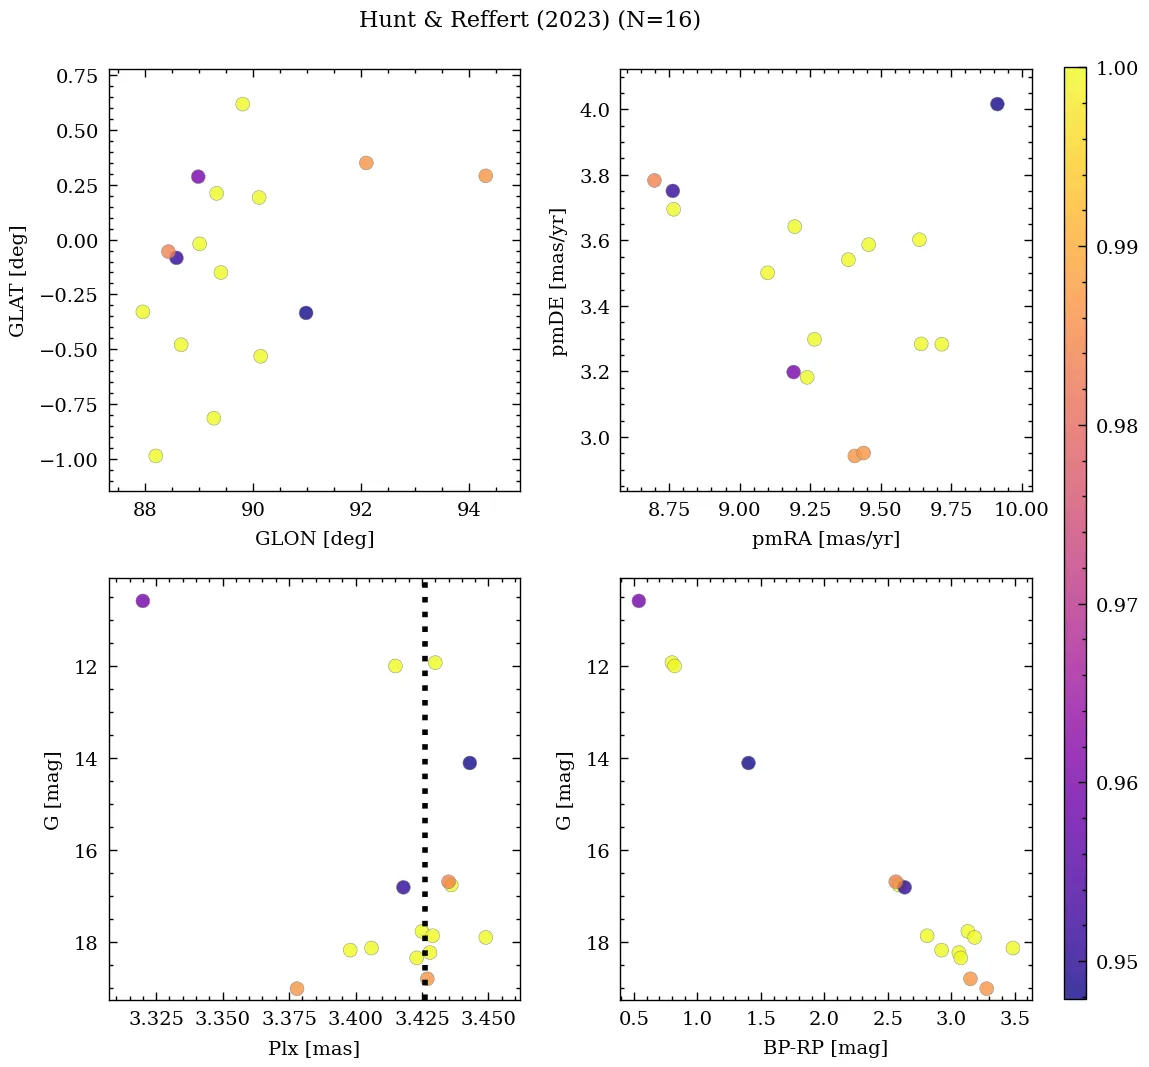 Hunt & Reffert (2023) (N=16)
0.75
0.50
0.25
0.00
−0.25
−0.50
−0.75
−1.00
GLAT [deg]
88 90 92 94
GLON [deg]
4.0
3.8
3.6
3.4
3.2
3.0
pmDE [mas/yr]
8.75 9.00 9.25 9.50 9.75 10.00
pmRA [mas/yr]
12
14
16
18
G [mag]
3.325 3.350 3.375 3.400 3.425 3.450
Plx [mas]
12
14
16
18
G [mag]
0.5 1.0 1.5 2.0 2.5 3.0 3.5
BP-RP [mag]
1.00
0.99
0.98
0.97
0.96
0.95